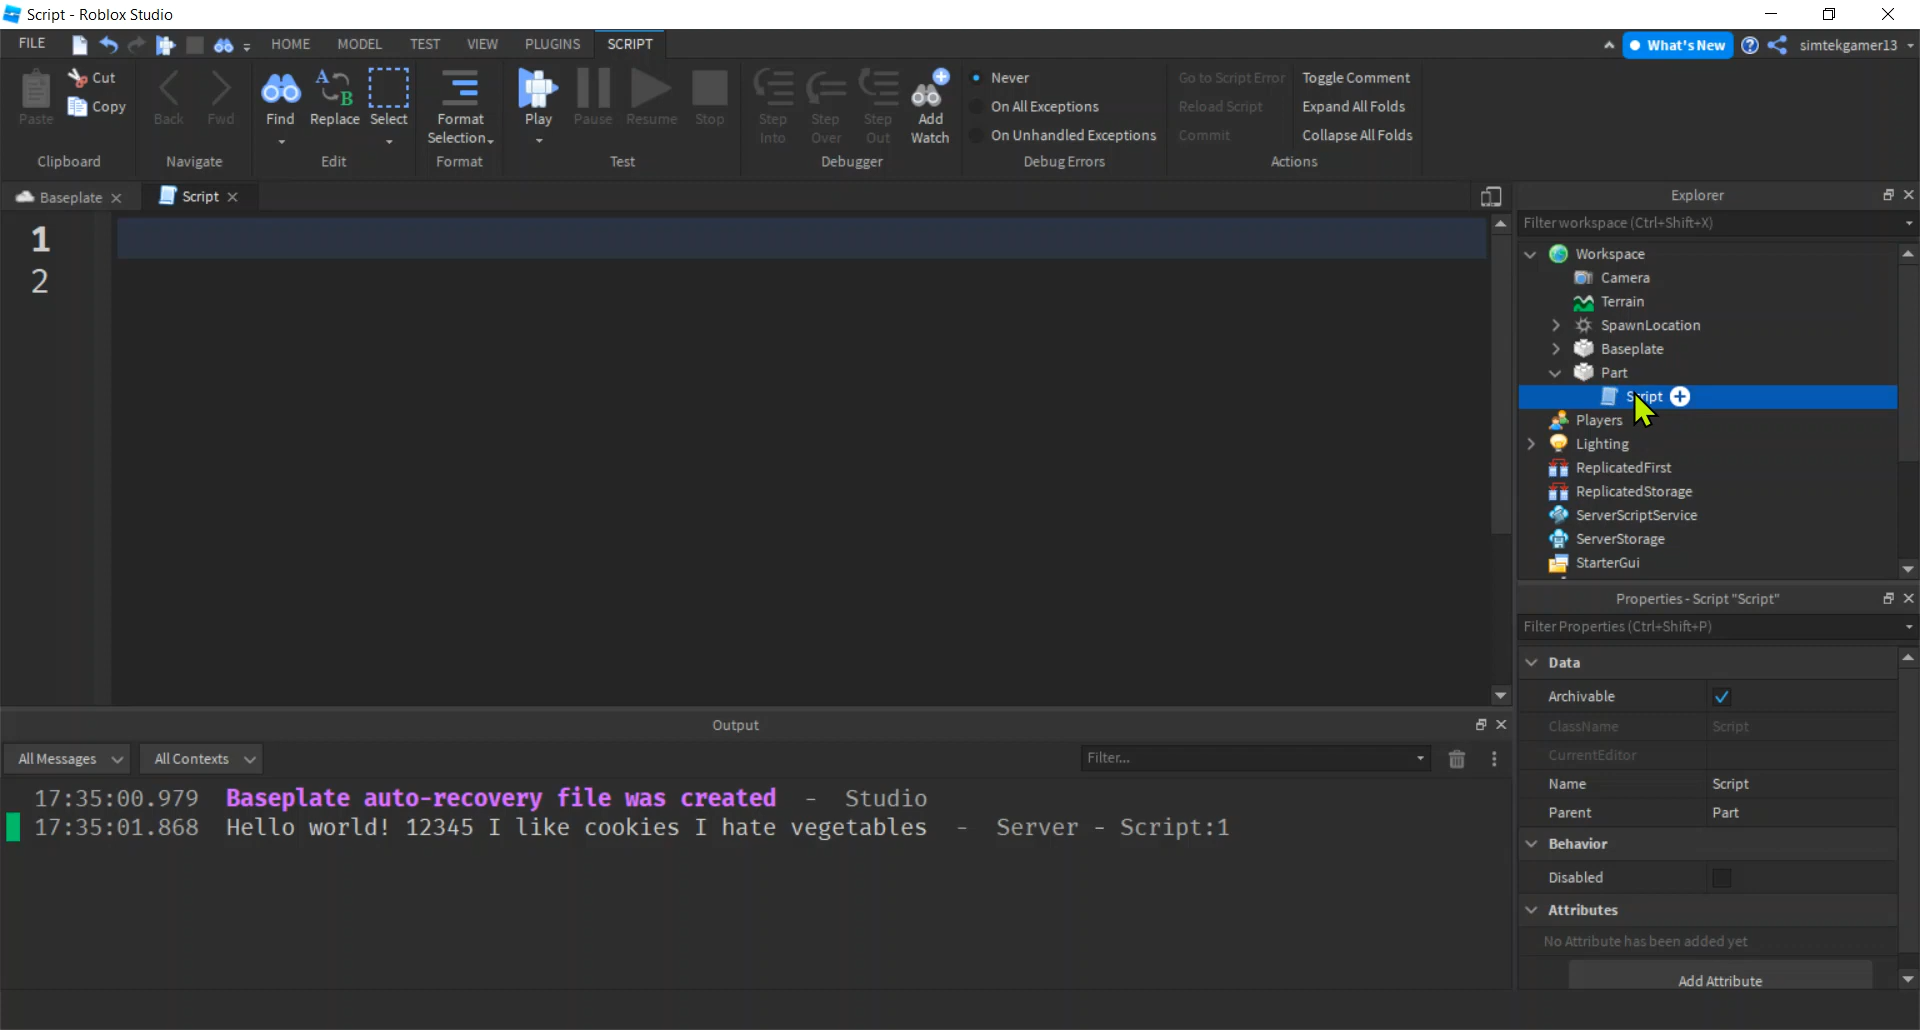 Script - Roblox Studio
FILE HOME MODEL TEST VIEW PLUGINS SCRIPT What's New simtekgamer13
Paste Cut Copy
Clipboard
Back Fwd
Navigate
Find Replace Select
Edit
Format Selection
Format
Play Pause Resume Stop
Test
Step Into Step Over Step Out Add Watch
Debugger
Never
On All Exceptions
On Unhandled Exceptions
Debug Errors
Go to Script Error Toggle Comment
Reload Script Expand All Folds
Commit Collapse All Folds
Actions
Baseplate Script
1
2
Explorer
Filter workspace (Ctrl+Shift+X)
Workspace
Camera
Terrain
SpawnLocation
Baseplate
Part
Script
Players
Lighting
ReplicatedFirst
ReplicatedStorage
ServerScriptService
ServerStorage
StarterGui
Properties - Script "Script"
Filter Properties (Ctrl+Shift+P)
Data
Archivable
ClassName Script
CurrentEditor
Name Script
Parent Part
Behavior
Disabled
Attributes
No Attribute has been added yet
Add Attribute
Output
All Messages All Contexts Filter...
17:35:00.979 Baseplate auto-recovery file was created - Studio
17:35:01.868 Hello world! 12345 I like cookies I hate vegetables - Server - Script:1